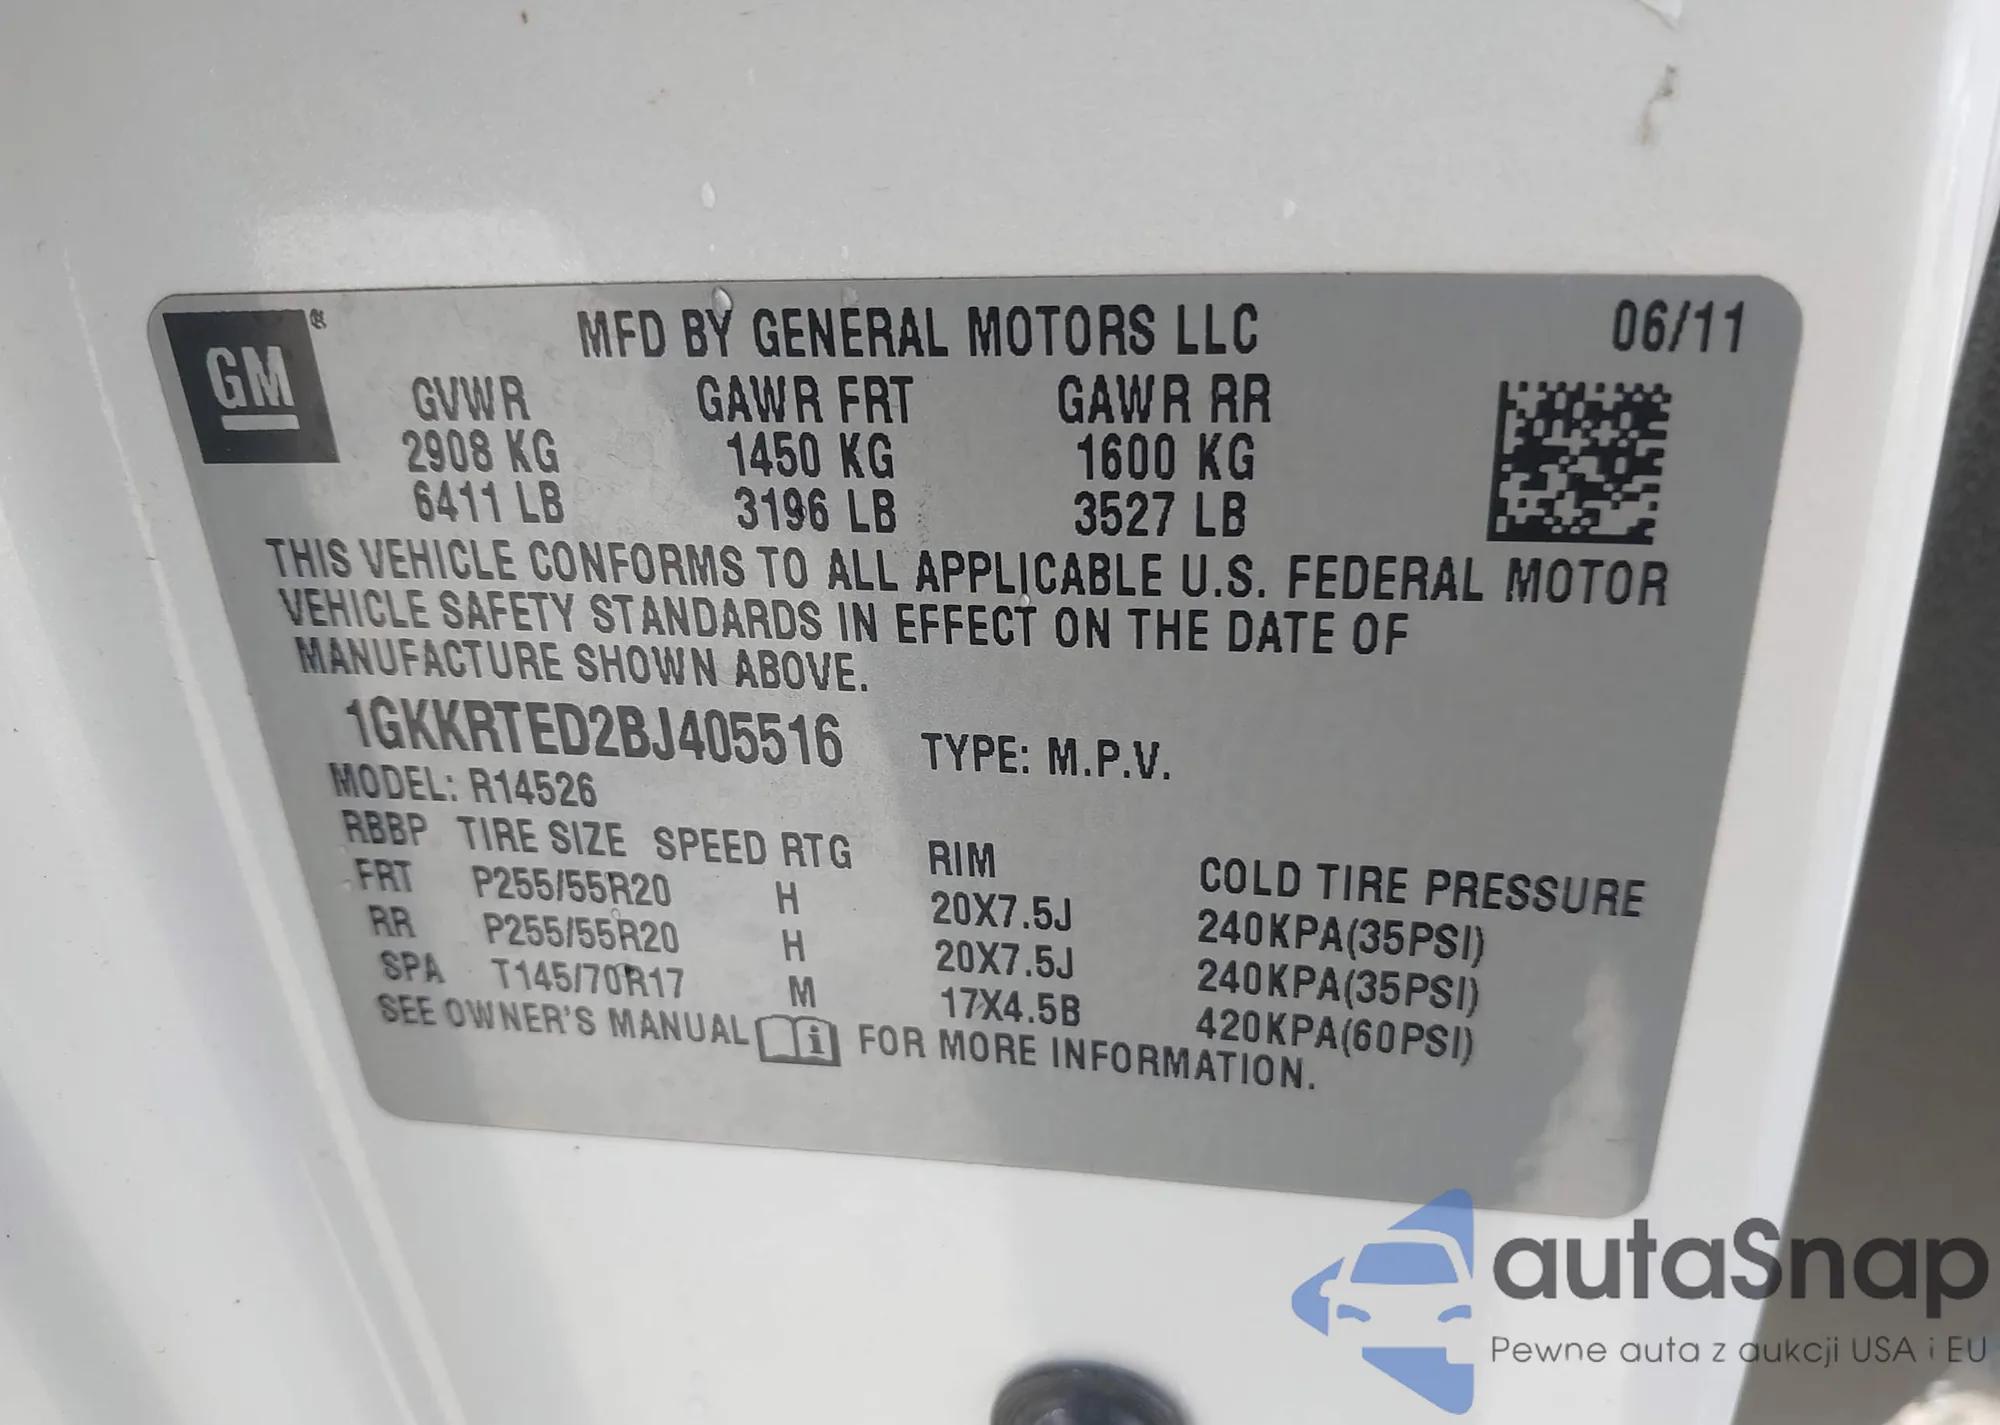 GM®
MFD BY GENERAL MOTORS LLC 06/11
GVWR GAWR FRT GAWR RR
2908 KG 1450 KG 1600 KG
6411 LB 3196 LB 3527 LB
THIS VEHICLE CONFORMS TO ALL APPLICABLE U.S. FEDERAL MOTOR
VEHICLE SAFETY STANDARDS IN EFFECT ON THE DATE OF
MANUFACTURE SHOWN ABOVE.
1GKKRTED2BJ405516 TYPE: M.P.V.
MODEL: R14526
RBBP TIRE SIZE SPEED RTG RIM COLD TIRE PRESSURE
FRT P255/55R20 H 20X7.5J 240KPA(35PSI)
RR P255/55R20 H 20X7.5J 240KPA(35PSI)
SPA T145/70R17 M 17X4.5B 420KPA(60PSI)
SEE OWNER'S MANUAL i FOR MORE INFORMATION.
autaSnap
Pewne auta z aukcji USA i EU